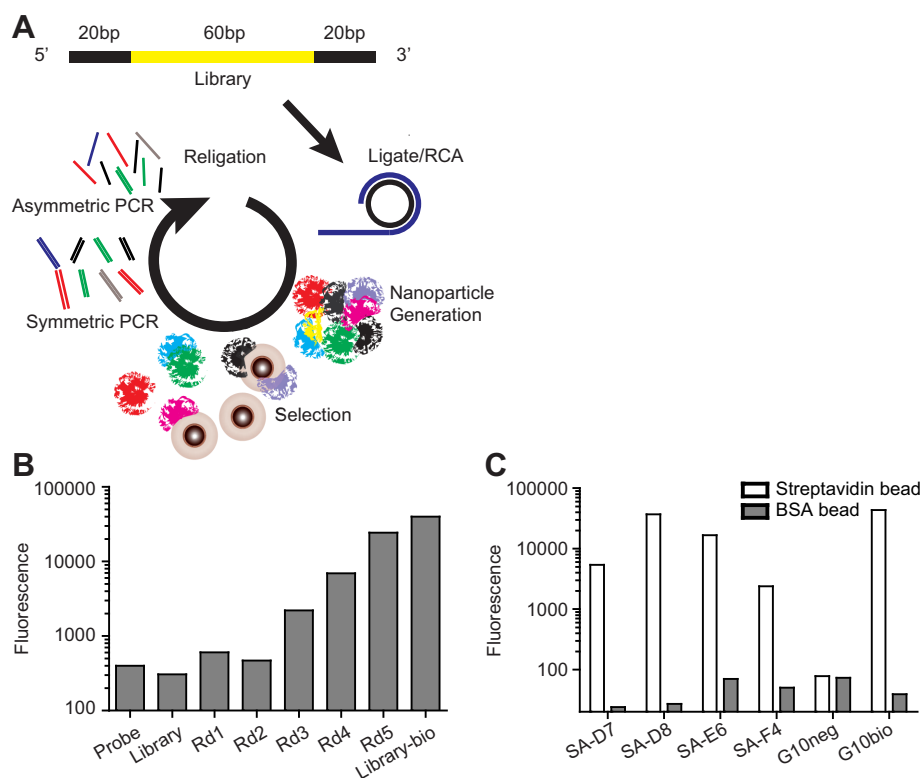 A
20bp 60bp 20bp
5’ 3’
Library
Religation
Ligate/RCA
Asymmetric PCR
Symmetric PCR
Nanoparticle
Generation
Selection
B
100000
10000
1000
100
Fluorescence
Probe
Library
Rd1
Rd2
Rd3
Rd4
Rd5
Library-bio
C
Streptavidin bead
BSA bead
100000
10000
1000
100
Fluorescence
SA-D7
SA-D8
SA-E6
SA-F4
G10neg
G10bio